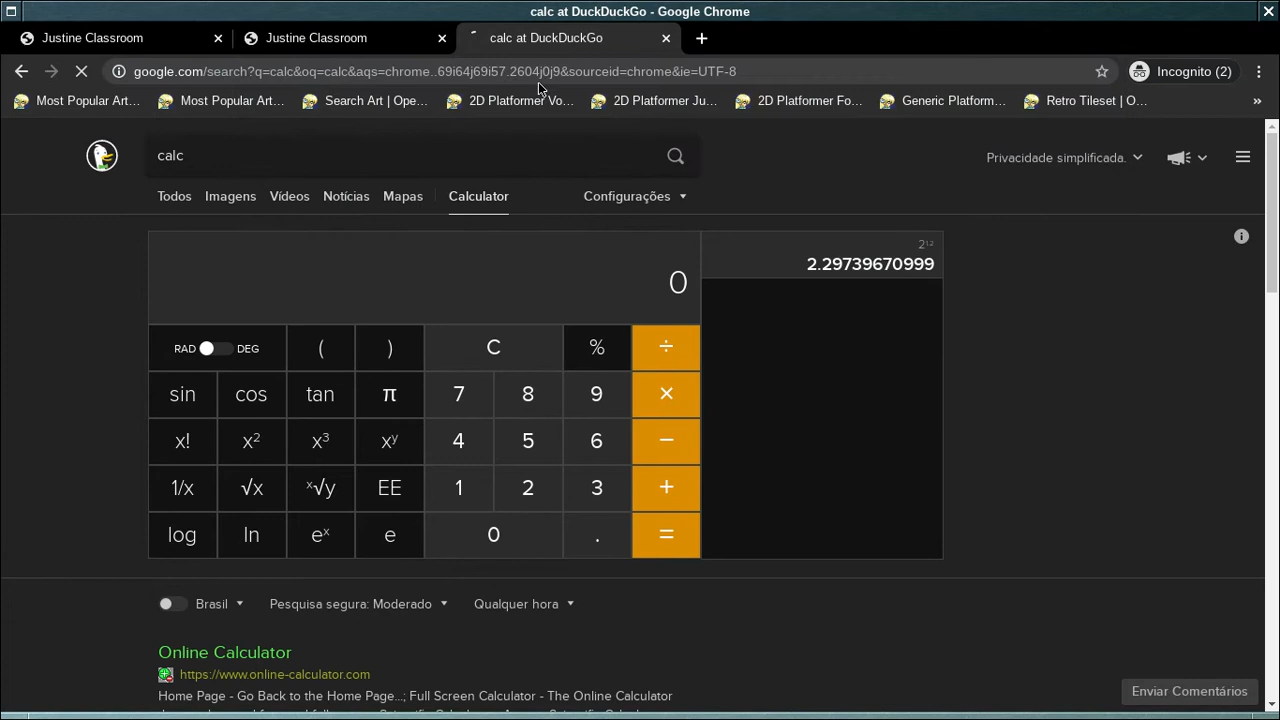 calc at DuckDuckGo - Google Chrome
Justine Classroom
Justine Classroom
calc at DuckDuckGo
google.com/search?q=calc&oq=calc&aqs=chrome..69i64j69i57.2604j0j9&sourceid=chrome&ie=UTF-8
Incognito (2)
Most Popular Art...
Most Popular Art...
Search Art | Ope...
2D Platformer Vo...
2D Platformer Ju...
2D Platformer Fo...
Generic Platform...
Retro Tileset | O...
»
calc
Privacidade simplificada.
Todos Imagens Vídeos Notícias Mapas Calculator Configurações
2^1.2
0
2.29739670999
RAD DEG ( ) C % ÷
sin cos tan π 7 8 9 ×
x! x² x³ xʸ 4 5 6 −
1/x √x ˣ√y EE 1 2 3 +
log ln eˣ e 0 . =
Brasil Pesquisa segura: Moderado Qualquer hora
Online Calculator
https://www.online-calculator.com
Home Page - Go Back to the Home Page...; Full Screen Calculator - The Online Calculator
Enviar Comentários